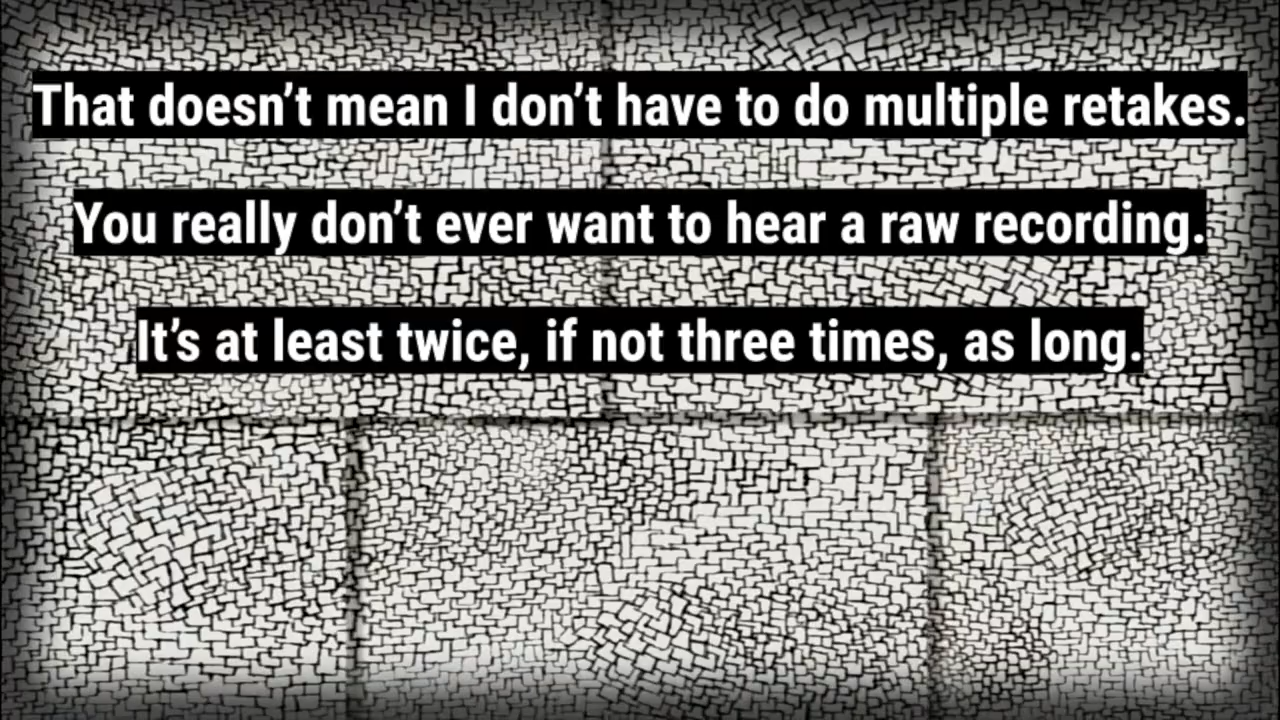 That doesn’t mean I don’t have to do multiple retakes.
You really don’t ever want to hear a raw recording.
It’s at least twice, if not three times, as long.